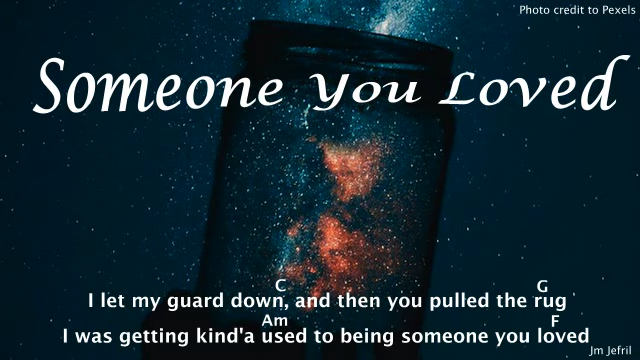 Photo credit to Pexels
Someone You Loved
C G
I let my guard down, and then you pulled the rug
Am F
I was getting kind'a used to being someone you loved
Jm Jefril